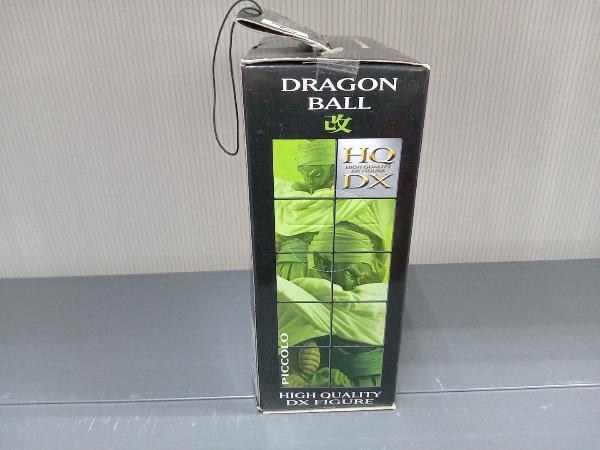 DRAGON
BALL
改
HQ
HIGH QUALITY
DX FIGURE
DX
PICCOLO
HIGH QUALITY
DX FIGURE